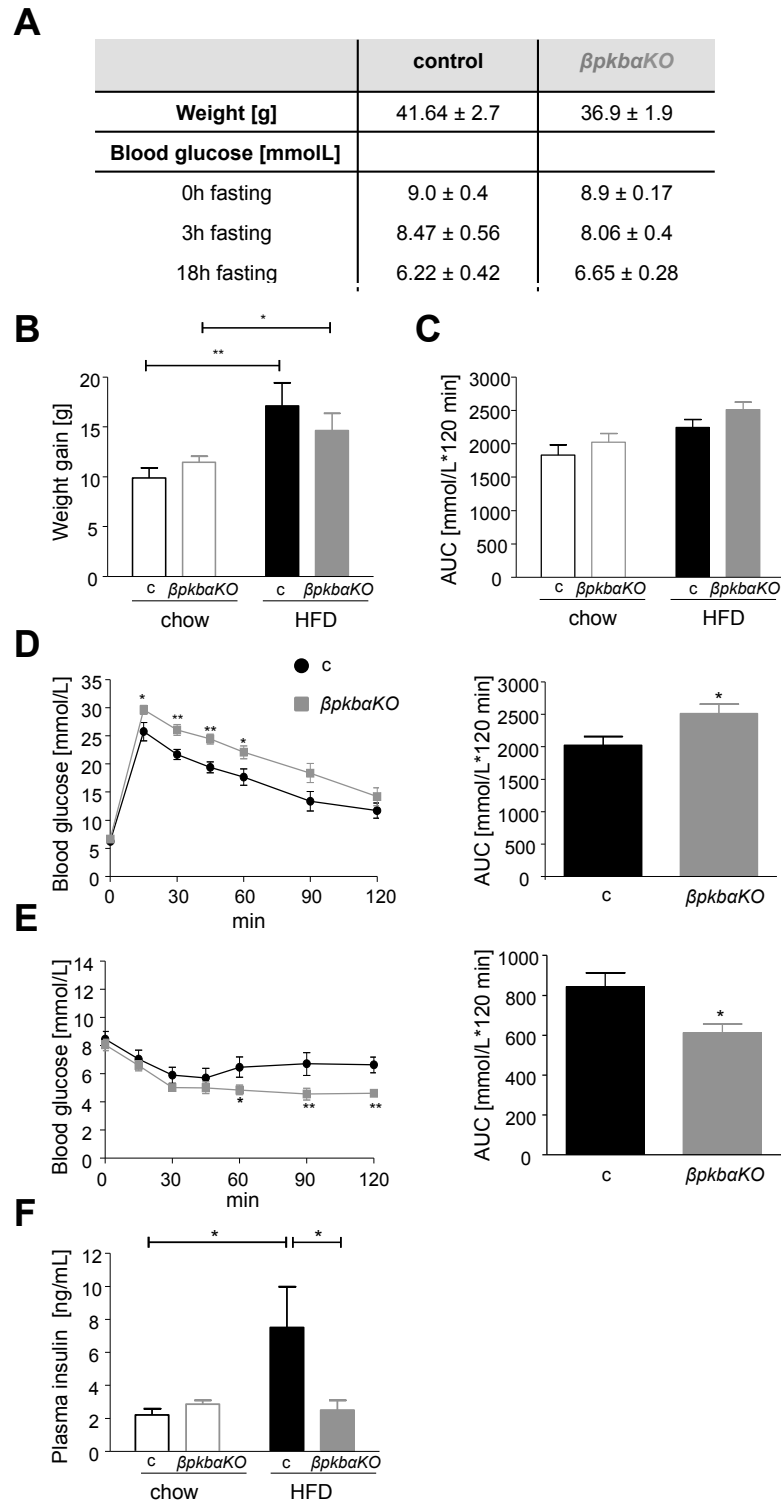 A
control βpkbαKO
Weight [g] 41.64 ± 2.7 36.9 ± 1.9
Blood glucose [mmolL]
0h fasting 9.0 ± 0.4 8.9 ± 0.17
3h fasting 8.47 ± 0.56 8.06 ± 0.4
18h fasting 6.22 ± 0.42 6.65 ± 0.28
B
*
**
Weight gain [g]
20
15
10
5
0
c βpkbαKO c βpkbαKO
chow HFD
C
AUC [mmol/L*120 min]
3000
2500
2000
1500
1000
500
0
c βpkbαKO c βpkbαKO
chow HFD
D
c
βpkbαKO
Blood glucose [mmol/L]
35
30
25
20
15
10
5
0
* ** ** *
0 30 60 90 120
min
AUC [mmol/L*120 min]
3000
2500
2000
1500
1000
500
0
*
c βpkbαKO
E
Blood glucose [mmol/L]
14
12
10
8
6
4
2
0
* ** **
0 30 60 90 120
min
AUC [mmol/L*120 min]
1000
800
600
400
200
0
*
c βpkbαKO
F
* *
Plasma insulin [ng/mL]
12
10
8
6
4
2
0
c βpkbαKO c βpkbαKO
chow HFD